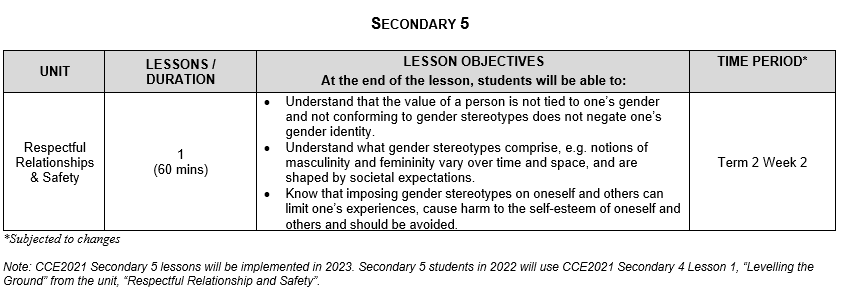 SECONDARY 5
UNIT
LESSONS /
DURATION
LESSON OBJECTIVES
At the end of the lesson, students will be able to:
TIME PERIOD*
Respectful
Relationships
& Safety
1
(60 mins)
• Understand that the value of a person is not tied to one's gender
and not conforming to gender stereotypes does not negate one's
gender identity.
• Understand what gender stereotypes comprise, e.g. notions of
masculinity and femininity vary over time and space, and are
shaped by societal expectations.
• Know that imposing gender stereotypes on oneself and others can
limit one's experiences, cause harm to the self-esteem of oneself and
others and should be avoided.
Term 2 Week 2
*Subjected to changes
Note: CCE2021 Secondary 5 lessons will be implemented in 2023. Secondary 5 students in 2022 will use CCE2021 Secondary 4 Lesson 1, “Levelling the
Ground” from the unit, “Respectful Relationship and Safety”.